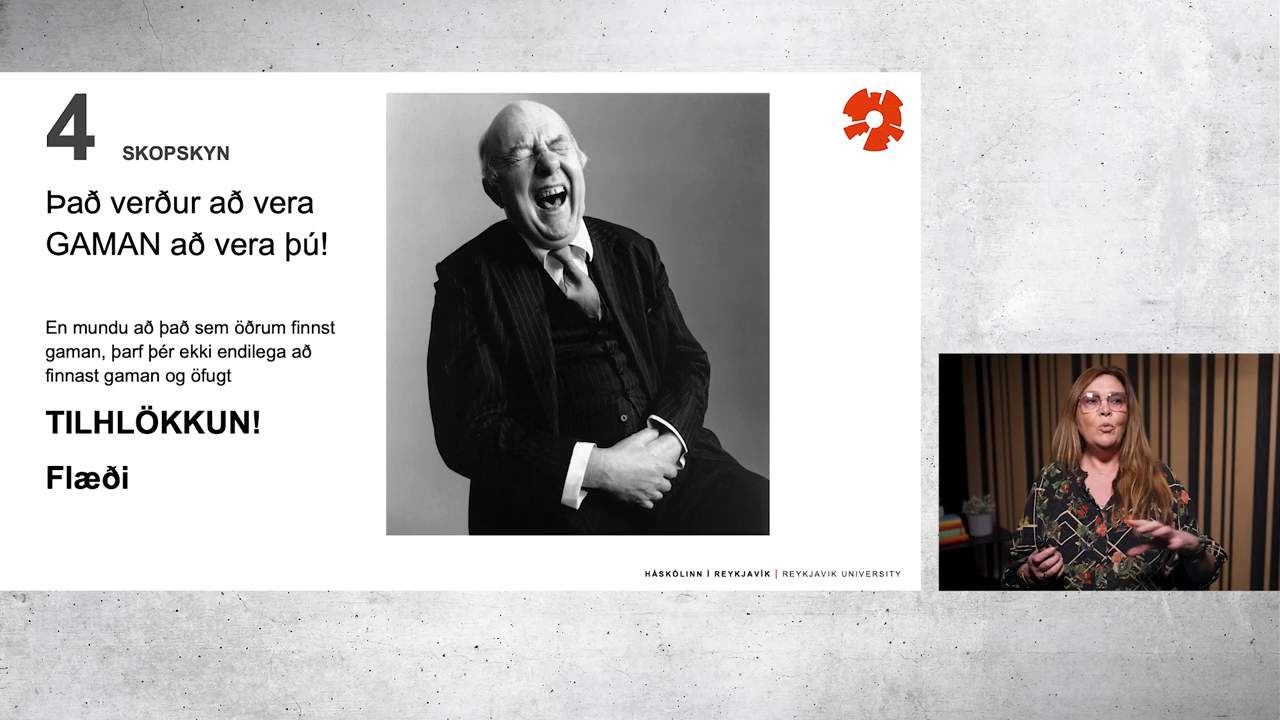 4 SKOPSKYN
Það verður að vera
GAMAN að vera þú!
En mundu að það sem öðrum finnst
gaman, þarf þér ekki endilega að
finnast gaman og öfugt
TILHLÖKKUN!
Flæði
HÁSKÓLINN Í REYKJAVÍK | REYKJAVIK UNIVERSITY